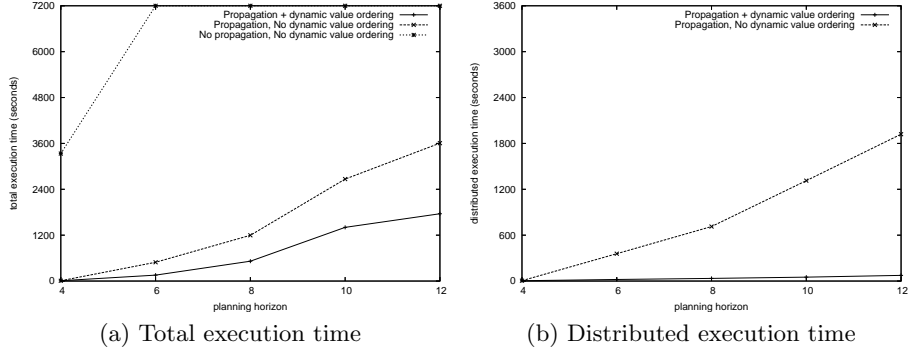 7200
6000
4800
3600
2400
1200
0
4
6
8
10
12
total execution time (seconds)
planning horizon
Propagation + dynamic value ordering
Propagation, No dynamic value ordering
No propagation, No dynamic value ordering
(a) Total execution time
3600
3000
2400
1800
1200
600
0
4
6
8
10
12
distributed execution time (seconds)
planning horizon
Propagation + dynamic value ordering
Propagation, No dynamic value ordering
(b) Distributed execution time